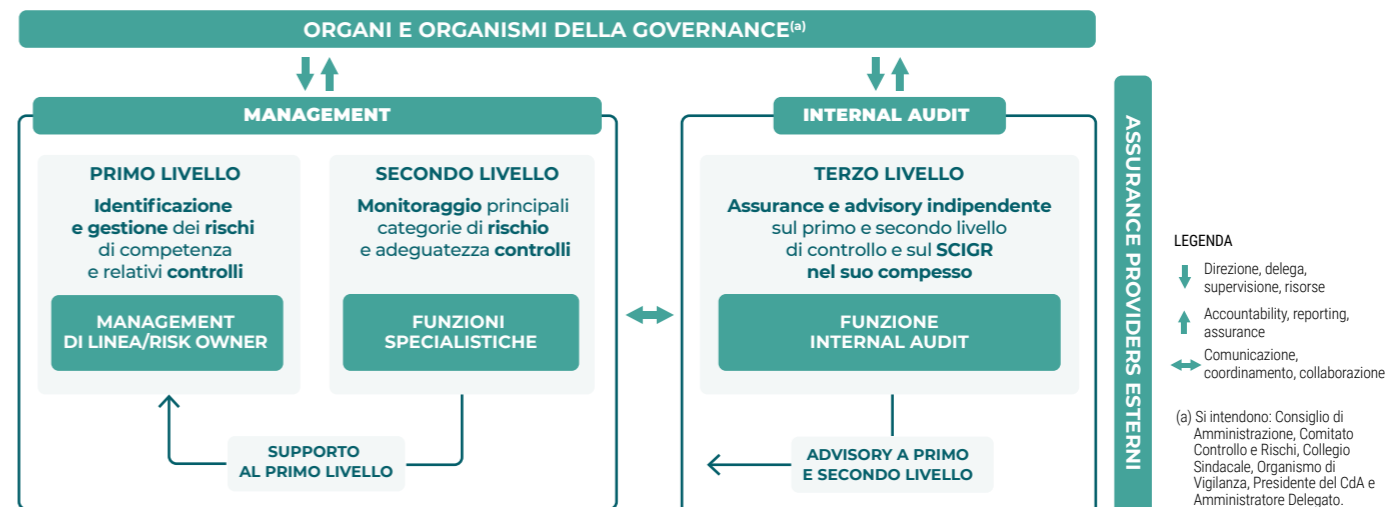 ORGANI E ORGANISMI DELLA GOVERNANCE(a)
MANAGEMENT
PRIMO LIVELLO
Identificazione
e gestione dei rischi
di competenza
e relativi controlli
MANAGEMENT
DI LINEA/RISK OWNER
SECONDO LIVELLO
Monitoraggio principali
categorie di rischio
e adeguatezza controlli
FUNZIONI
SPECIALISTICHE
SUPPORTO
AL PRIMO LIVELLO
INTERNAL AUDIT
TERZO LIVELLO
Assurance e advisory indipendente
sul primo e secondo livello
di controllo e sul SCIGR
nel suo compesso
FUNZIONE
INTERNAL AUDIT
ADVISORY A PRIMO
E SECONDO LIVELLO
ASSURANCE PROVIDERS ESTERNI
LEGENDA
Direzione, delega,
supervisione, risorse
Accountability, reporting,
assurance
Comunicazione,
coordinamento, collaborazione
(a) Si intendono: Consiglio di
Amministrazione, Comitato
Controllo e Rischi, Collegio
Sindacale, Organismo di
Vigilanza, Presidente del CdA e
Amministratore Delegato.